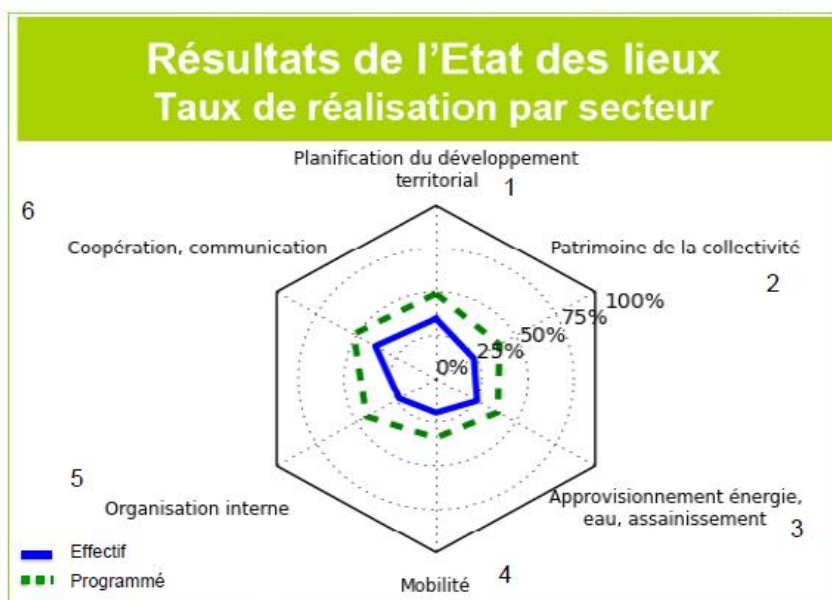 Résultats de l'Etat des lieux
Taux de réalisation par secteur
Planification du développement
territorial
1
6
Coopération, communication
Patrimoine de la collectivité
2
100%
75%
50%
25%
0%
5
Organisation interne
Approvisionnement énergie,
eau, assainissement
3
Effectif
Programmé
Mobilité
4